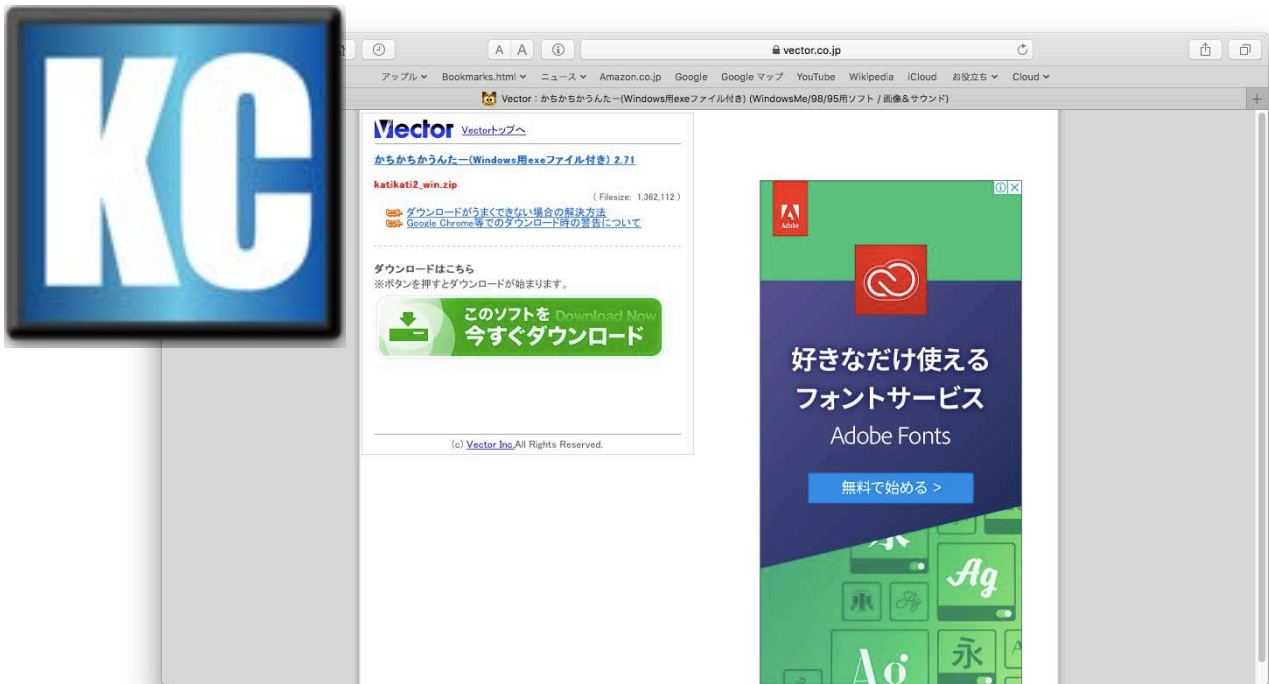 KC
A A
vector.co.jp
アップル Bookmarks.html ニュース Amazon.co.jp Google Google マップ YouTube Wikipedia iCloud お役立ち Cloud
Vector：かちかちかうんたー(Windows用exeファイル付き) (WindowsMe/98/95用ソフト / 画像&サウンド)
Vector Vectorトップへ
かちかちかうんたー(Windows用exeファイル付き) 2.71
katikati2_win.zip
( Filesize: 1,362,112 )
ダウンロードがうまくできない場合の解決方法
Google Chrome等でのダウンロード時の警告について
ダウンロードはこちら
※ボタンを押すとダウンロードが始まります。
このソフトを Download Now
今すぐダウンロード
(c) Vector Inc.All Rights Reserved.
Adobe
好きなだけ使える
フォントサービス
Adobe Fonts
無料で始める >
永
Ag
永 Ag
Ag
永
A